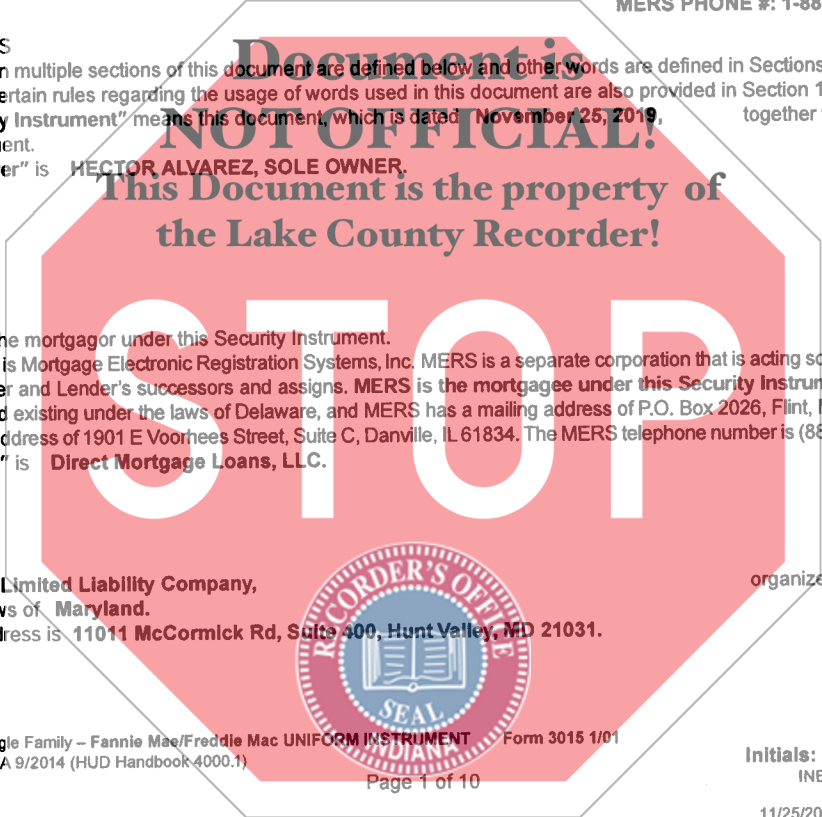 MERS PHONE #: 1-88
S
Document is
n multiple sections of this document are defined below and other words are defined in Sections
ertain rules regarding the usage of words used in this document are also provided in Section 1
NOT OFFICIAL!
y Instrument" means this document, which is dated November 25, 2019, together
ent.
er" is HECTOR ALVAREZ, SOLE OWNER.
This Document is the property of
the Lake County Recorder!
STOP
he mortgagor under this Security Instrument.
is Mortgage Electronic Registration Systems, Inc. MERS is a separate corporation that is acting so
er and Lender's successors and assigns. MERS is the mortgagee under this Security Instrum
d existing under the laws of Delaware, and MERS has a mailing address of P.O. Box 2026, Flint, M
ddress of 1901 E Voorhees Street, Suite C, Danville, IL 61834. The MERS telephone number is (88
" is Direct Mortgage Loans, LLC.
Limited Liability Company, organize
ws of Maryland.
dress is 11011 McCormick Rd, Suite 400, Hunt Valley, MD 21031.
RECORDER'S OFFICE
SEAL
INDIANA
gle Family – Fannie Mae/Freddie Mac UNIFORM INSTRUMENT Form 3015 1/01
A 9/2014 (HUD Handbook 4000.1)
Initials:
Page 1 of 10
INE
11/25/20